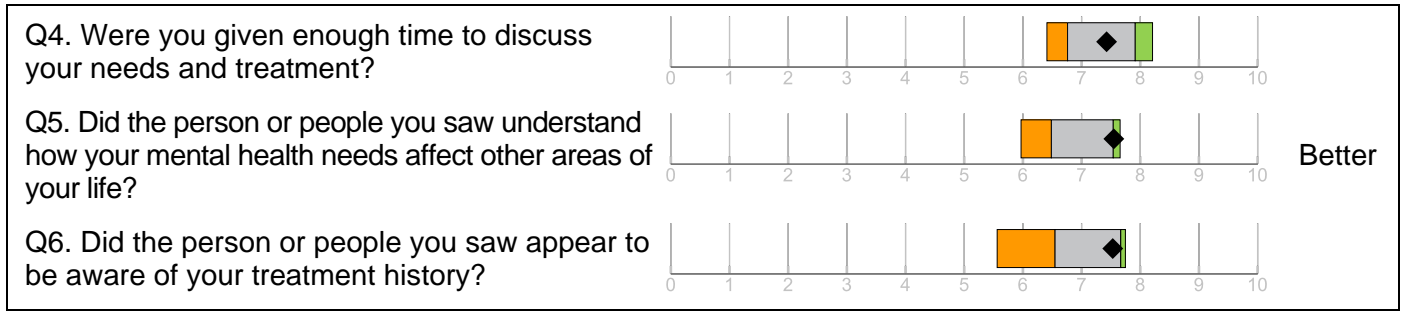 Q4. Were you given enough time to discuss
your needs and treatment?
0 1 2 3 4 5 6 7 8 9 10
Q5. Did the person or people you saw understand
how your mental health needs affect other areas of
your life?
0 1 2 3 4 5 6 7 8 9 10
Better
Q6. Did the person or people you saw appear to
be aware of your treatment history?
0 1 2 3 4 5 6 7 8 9 10